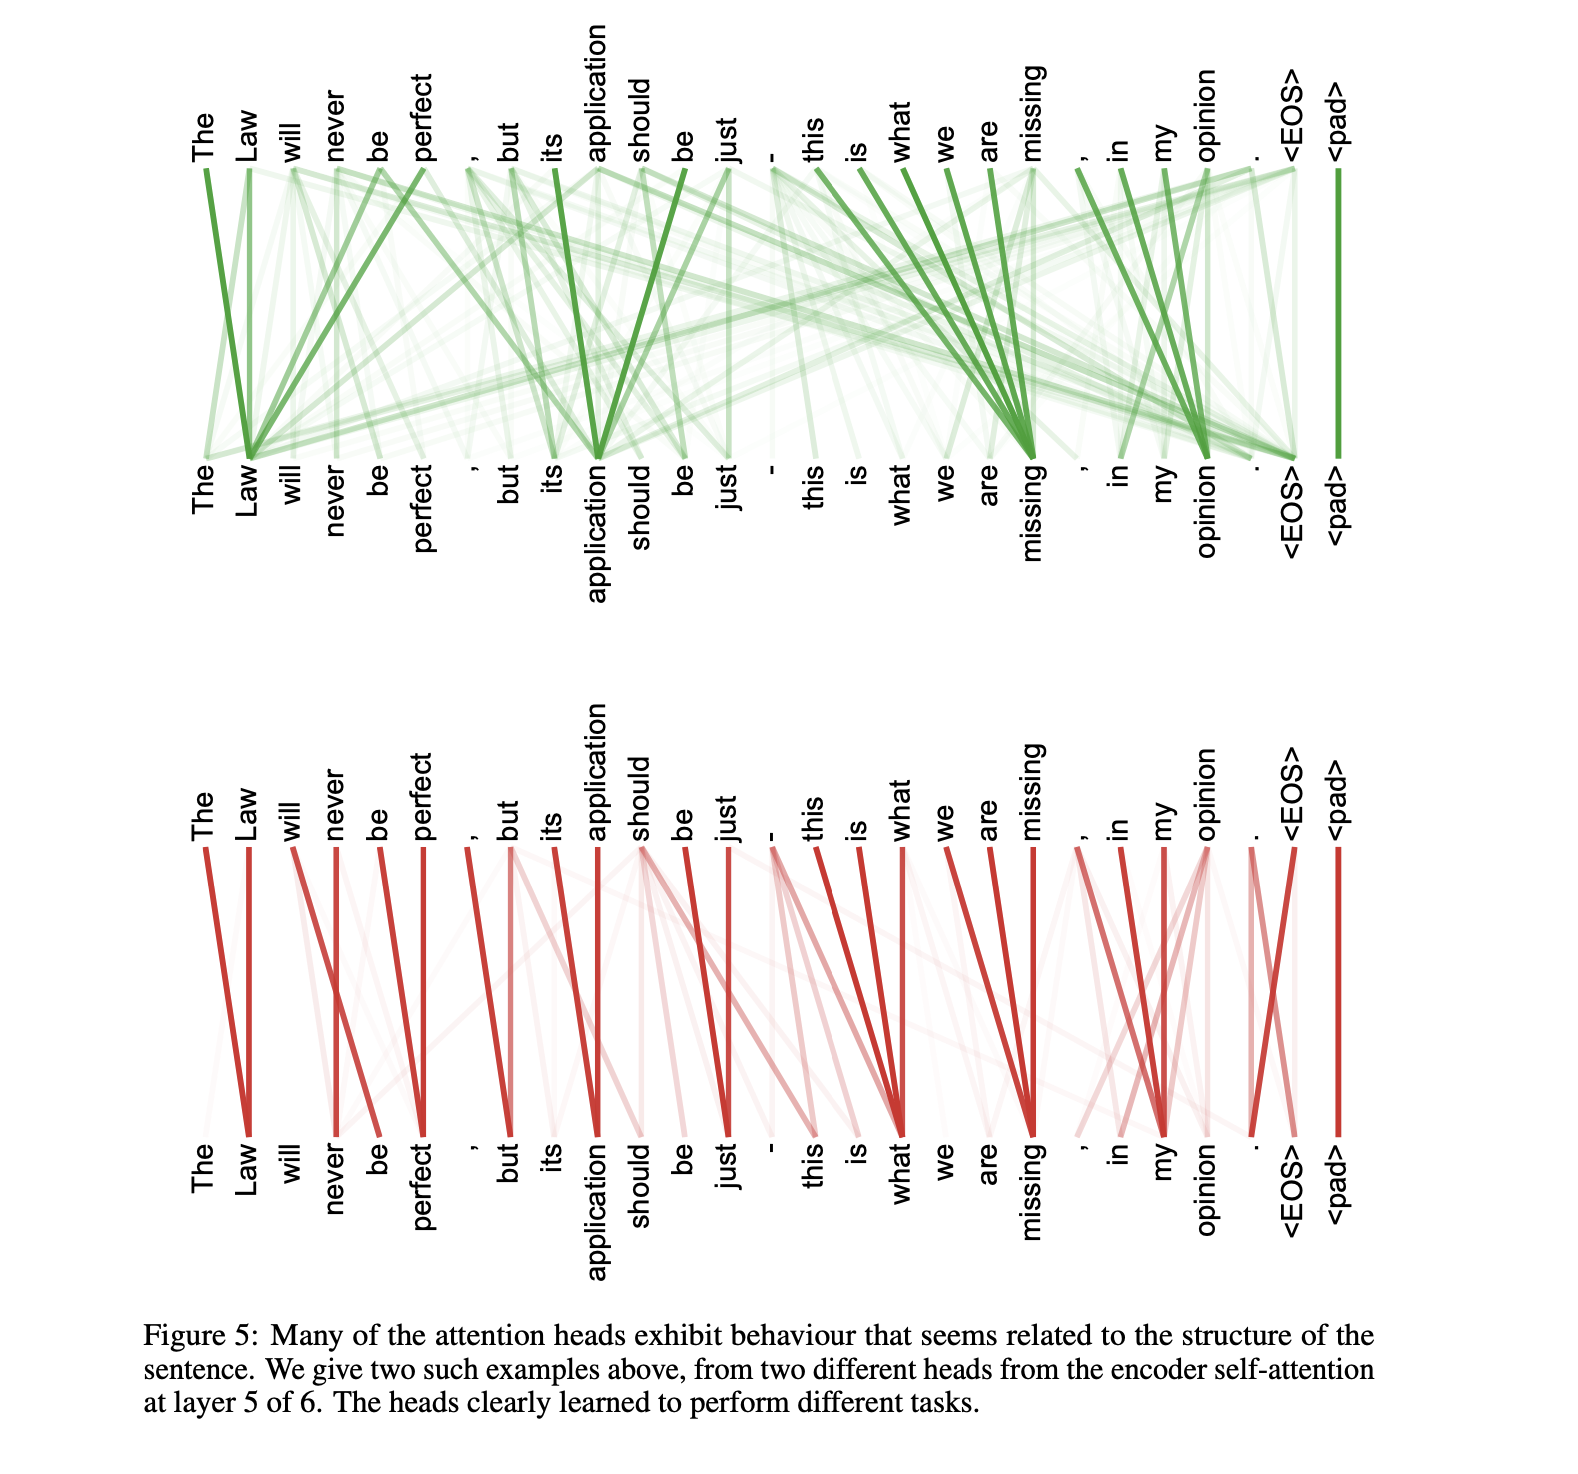 The Law will never be perfect , but its application should be just - this is what we are missing , in my opinion . <EOS> <pad>
The Law will never be perfect , but its application should be just - this is what we are missing , in my opinion . <EOS> <pad>
The Law will never be perfect , but its application should be just - this is what we are missing , in my opinion . <EOS> <pad>
The Law will never be perfect , but its application should be just - this is what we are missing , in my opinion . <EOS> <pad>
Figure 5: Many of the attention heads exhibit behaviour that seems related to the structure of the
sentence. We give two such examples above, from two different heads from the encoder self-attention
at layer 5 of 6. The heads clearly learned to perform different tasks.